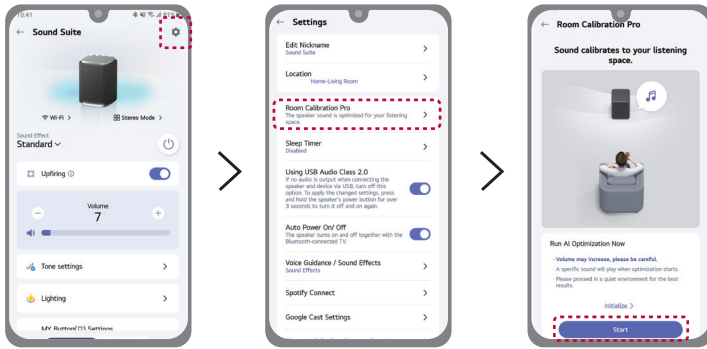 10:41
81%
← Sound Suite
Wi-Fi >
Stereo Mode >
Sound Effect
Standard
Upfiring
Volume
7
Tone settings
Lighting
MY Button(♡) Settings
← Settings
Edit Nickname
Sound Suite
Location
Home-Living Room
Room Calibration Pro
The speaker sound is optimized for your listening
space.
Sleep Timer
Disabled
Using USB Audio Class 2.0
If no audio is output when connecting the
speaker and device via USB, turn off this
option. To apply the changed settings, press
and hold the speaker's power button for over
3 seconds to turn it off and on again.
Auto Power On/ Off
The speaker turns on and off together with the
Bluetooth-connected TV.
Voice Guidance / Sound Effects
Sound Effects
Spotify Connect
Google Cast Settings
← Room Calibration Pro
Sound calibrates to your listening
space.
Run AI Optimization Now
· Volume may increase, please be careful.
· A specific sound will play when optimization starts.
· Please proceed in a quiet environment for the best
results.
Initialize >
Start